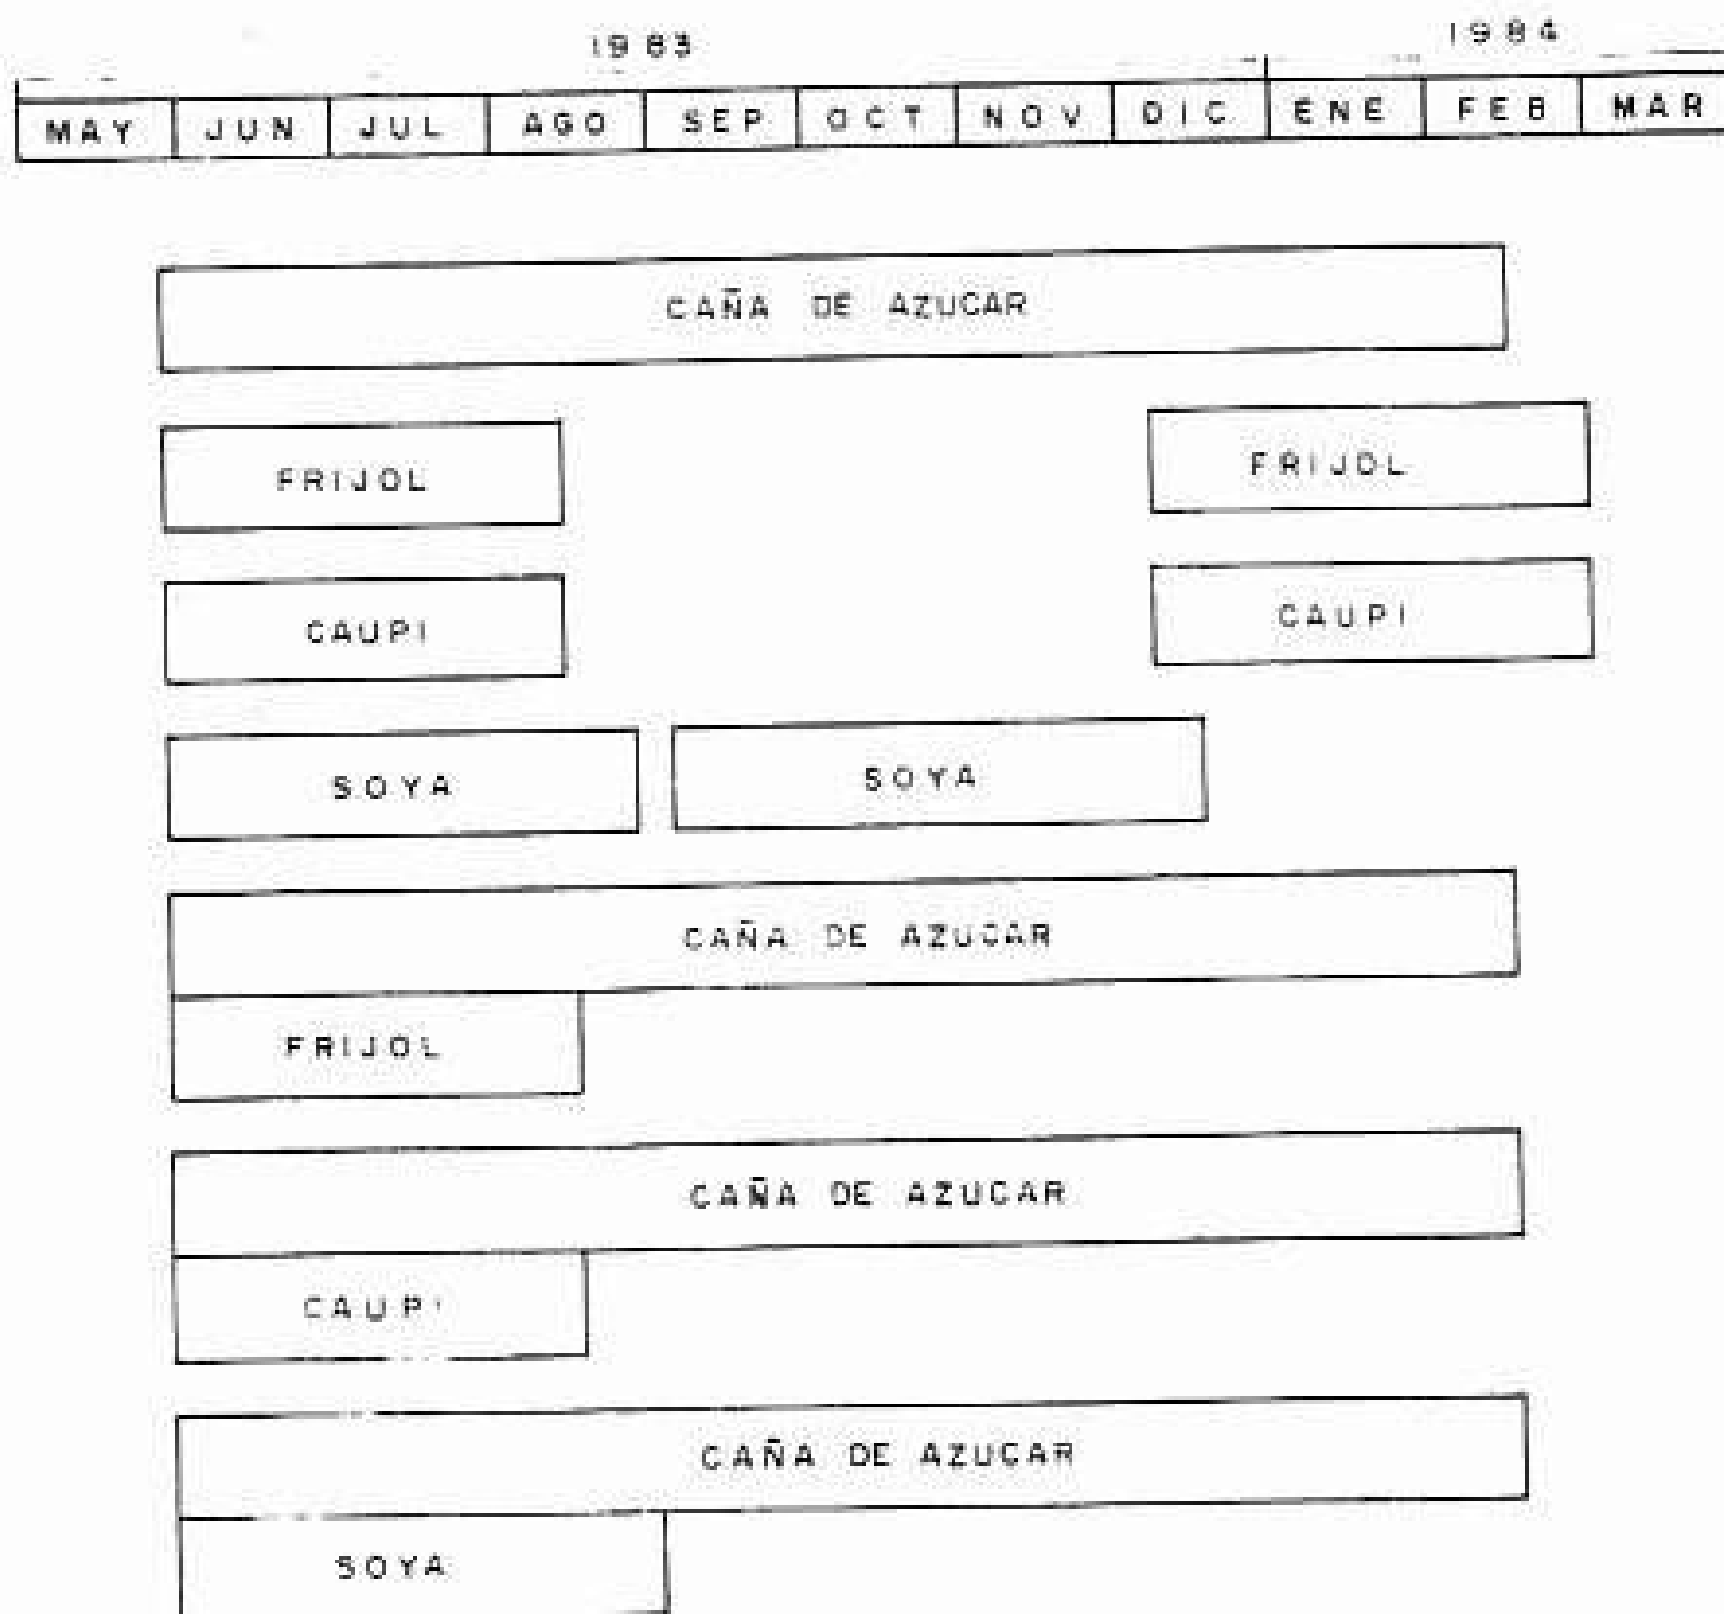 1983 1984
MAY JUN JUL AGO SEP OCT NOV DIC ENE FEB MAR
CAÑA DE AZUCAR
FRIJOL FRIJOL
CAUPI CAUPI
SOYA SOYA
CAÑA DE AZUCAR
FRIJOL
CAÑA DE AZUCAR
CAUPI
CAÑA DE AZUCAR
SOYA